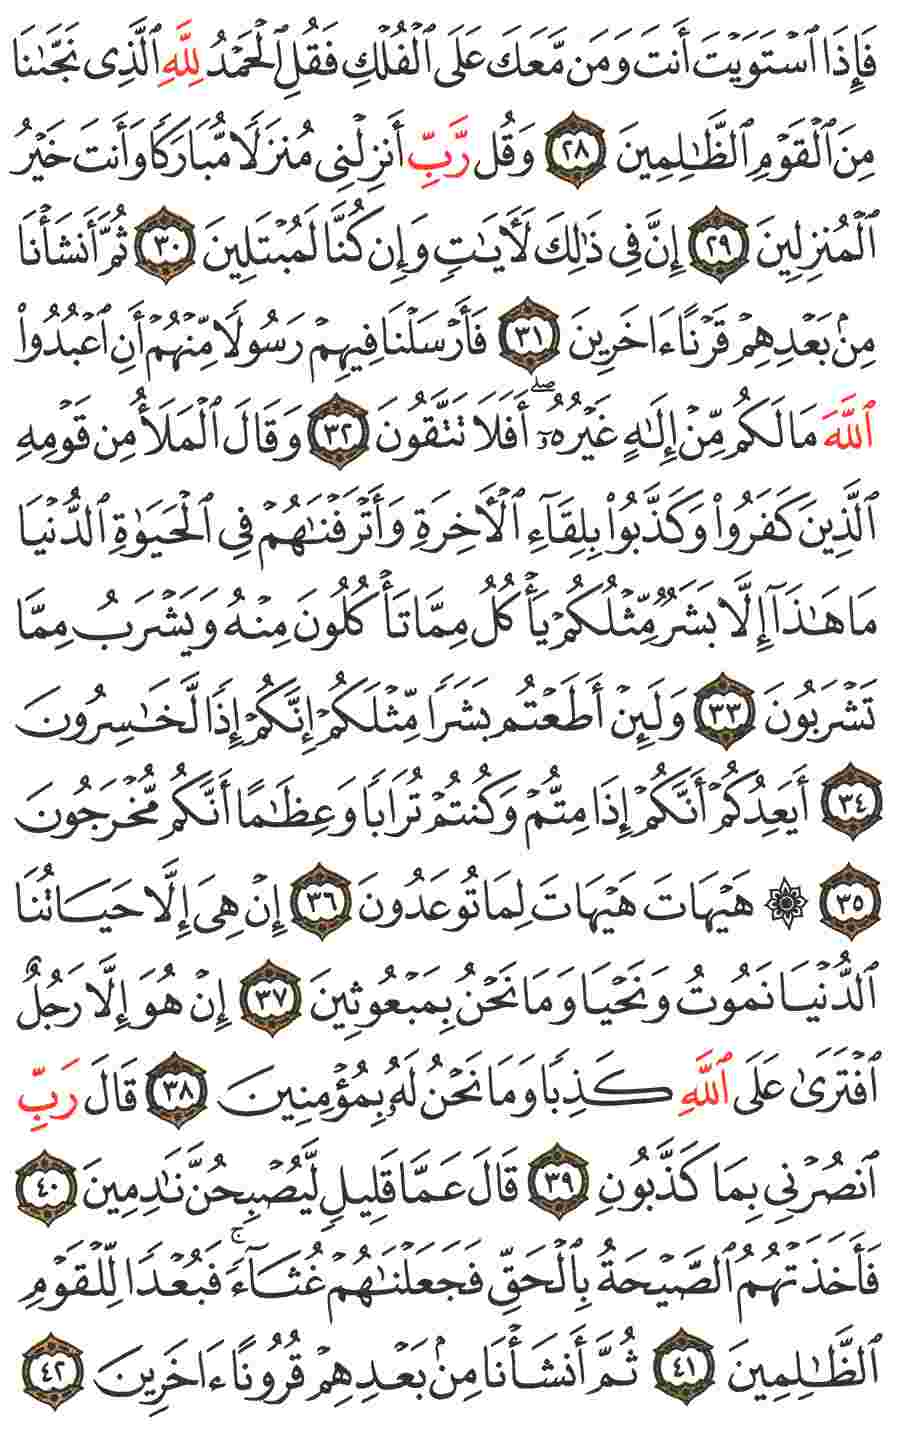 فَإِذَا ٱسْتَوَيْتَ أَنتَ وَمَن مَّعَكَ عَلَى ٱلْفُلْكِ فَقُلِ ٱلْحَمْدُ لِلَّهِ ٱلَّذِى نَجَّىٰنَا
مِنَ ٱلْقَوْمِ ٱلظَّـٰلِمِينَ ٢٨ وَقُل رَّبِّ أَنزِلْنِى مُنزَلًا مُّبَارَكًا وَأَنتَ خَيْرُ
ٱلْمُنزِلِينَ ٢٩ إِنَّ فِى ذَٰلِكَ لَـَٔايَـٰتٍ وَإِن كُنَّا لَمُبْتَلِينَ ٣٠ ثُمَّ أَنشَأْنَا
مِنۢ بَعْدِهِمْ قَرْنًا ءَاخَرِينَ ٣١ فَأَرْسَلْنَا فِيهِمْ رَسُولًا مِّنْهُمْ أَنِ ٱعْبُدُوا۟
ٱللَّهَ مَا لَكُم مِّنْ إِلَـٰهٍ غَيْرُهُۥٓ ۖ أَفَلَا تَتَّقُونَ ٣٢ وَقَالَ ٱلْمَلَأُ مِن قَوْمِهِ
ٱلَّذِينَ كَفَرُوا۟ وَكَذَّبُوا۟ بِلِقَآءِ ٱلْـَٔاخِرَةِ وَأَتْرَفْنَـٰهُمْ فِى ٱلْحَيَوٰةِ ٱلدُّنْيَا
مَا هَـٰذَآ إِلَّا بَشَرٌ مِّثْلُكُمْ يَأْكُلُ مِمَّا تَأْكُلُونَ مِنْهُ وَيَشْرَبُ مِمَّا
تَشْرَبُونَ ٣٣ وَلَئِنْ أَطَعْتُم بَشَرًا مِّثْلَكُمْ إِنَّكُمْ إِذًا لَّخَـٰسِرُونَ
٣٤ أَيَعِدُكُمْ أَنَّكُمْ إِذَا مِتُّمْ وَكُنتُمْ تُرَابًا وَعِظَـٰمًا أَنَّكُم مُّخْرَجُونَ
٣٥ ۞ هَيْهَاتَ هَيْهَاتَ لِمَا تُوعَدُونَ ٣٦ إِنْ هِىَ إِلَّا حَيَاتُنَا
ٱلدُّنْيَا نَمُوتُ وَنَحْيَا وَمَا نَحْنُ بِمَبْعُوثِينَ ٣٧ إِنْ هُوَ إِلَّا رَجُلٌ
ٱفْتَرَىٰ عَلَى ٱللَّهِ كَذِبًا وَمَا نَحْنُ لَهُۥ بِمُؤْمِنِينَ ٣٨ قَالَ رَبِّ
ٱنصُرْنِى بِمَا كَذَّبُونِ ٣٩ قَالَ عَمَّا قَلِيلٍ لَّيُصْبِحُنَّ نَـٰدِمِينَ ٤٠
فَأَخَذَتْهُمُ ٱلصَّيْحَةُ بِٱلْحَقِّ فَجَعَلْنَـٰهُمْ غُثَآءً ۚ فَبُعْدًا لِّلْقَوْمِ
ٱلظَّـٰلِمِينَ ٤١ ثُمَّ أَنشَأْنَا مِنۢ بَعْدِهِمْ قُرُونًا ءَاخَرِينَ ٤٢